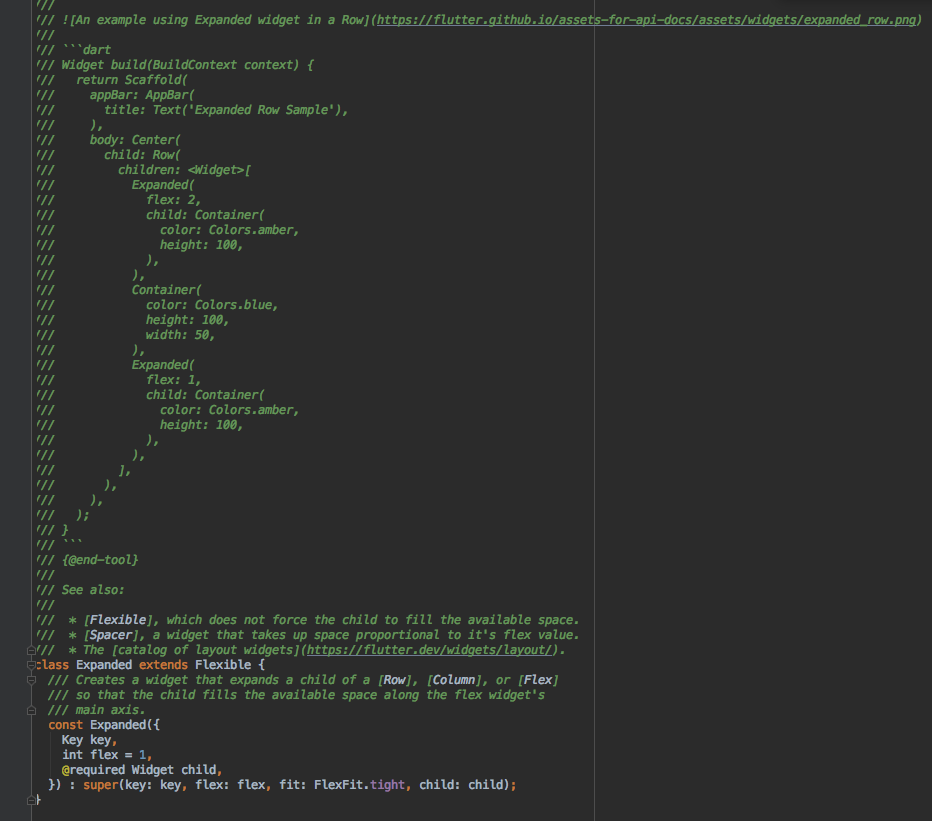 ///
/// ![An example using Expanded widget in a Row](https://flutter.github.io/assets-for-api-docs/assets/widgets/expanded_row.png)
///
/// ```dart
/// Widget build(BuildContext context) {
///   return Scaffold(
///     appBar: AppBar(
///       title: Text('Expanded Row Sample'),
///     ),
///     body: Center(
///       child: Row(
///         children: <Widget>[
///           Expanded(
///             flex: 2,
///             child: Container(
///               color: Colors.amber,
///               height: 100,
///             ),
///           ),
///           Container(
///             color: Colors.blue,
///             height: 100,
///             width: 50,
///           ),
///           Expanded(
///             flex: 1,
///             child: Container(
///               color: Colors.amber,
///               height: 100,
///             ),
///           ),
///         ],
///       ),
///     ),
///   );
/// }
/// ```
/// {@end-tool}
///
/// See also:
///
///  * [Flexible], which does not force the child to fill the available space.
///  * [Spacer], a widget that takes up space proportional to it's flex value.
///  * The [catalog of layout widgets](https://flutter.dev/widgets/layout/).
class Expanded extends Flexible {
  /// Creates a widget that expands a child of a [Row], [Column], or [Flex]
  /// so that the child fills the available space along the flex widget's
  /// main axis.
  const Expanded({
    Key key,
    int flex = 1,
    @required Widget child,
  }) : super(key: key, flex: flex, fit: FlexFit.tight, child: child);
}